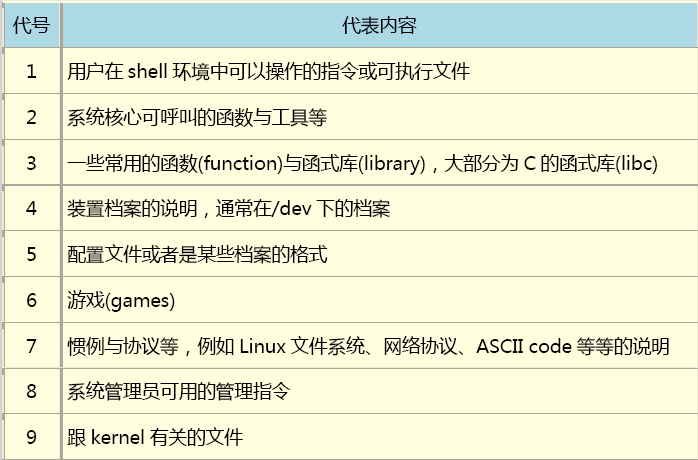 代号 代表内容
1 用户在 shell 环境中可以操作的指令或可执行文件
2 系统核心可呼叫的函数与工具等
3 一些常用的函数(function)与函式库(library)，大部分为 C 的函式库(libc)
4 装置档案的说明，通常在/dev 下的档案
5 配置文件或者是某些档案的格式
6 游戏(games)
7 惯例与协议等，例如 Linux 文件系统、网络协议、ASCII code 等等的说明
8 系统管理员可用的管理指令
9 跟 kernel 有关的文件